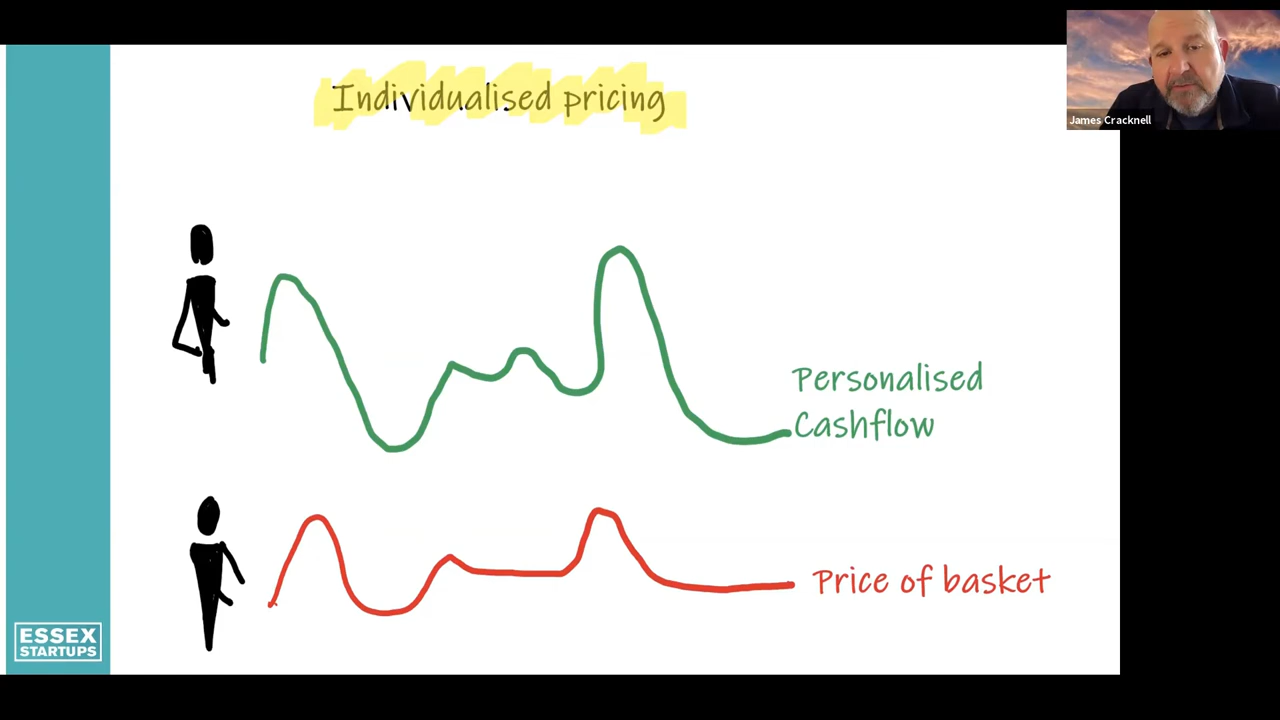 Individualised pricing
James Cracknell
Personalised
Cashflow
Price of basket
ESSEX
STARTUPS